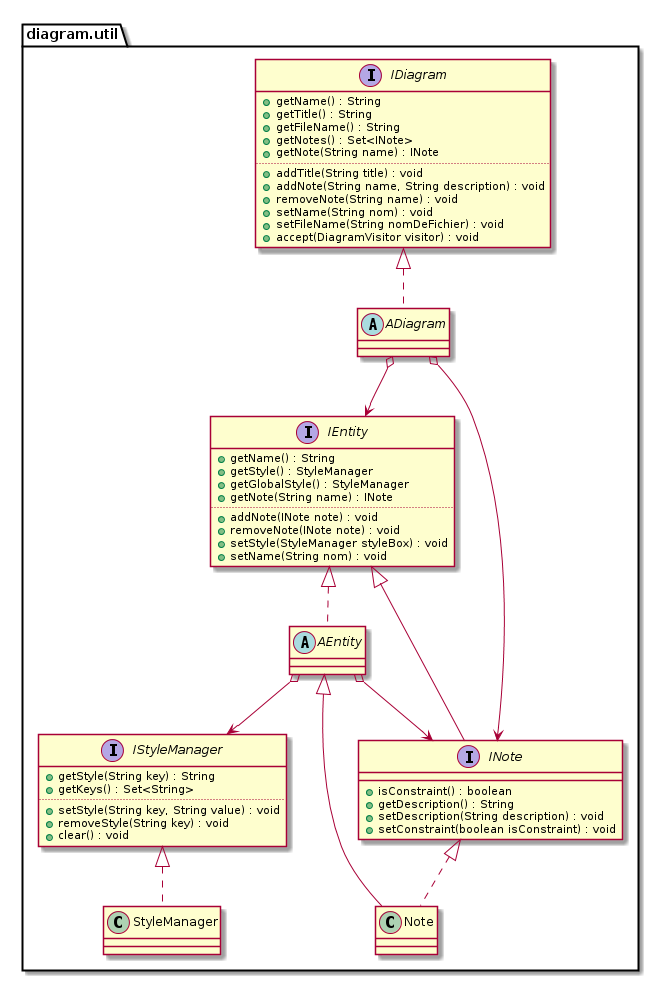 diagram.util
I IDiagram
getName() : String
getTitle() : String
getFileName() : String
getNotes() : Set<INote>
getNote(String name) : INote
addTitle(String title) : void
addNote(String name, String description) : void
removeNote(String name) : void
setName(String nom) : void
setFileName(String nomDeFichier) : void
accept(DiagramVisitor visitor) : void
A ADiagram
I IEntity
getName() : String
getStyle() : StyleManager
getGlobalStyle() : StyleManager
getNote(String name) : INote
addNote(INote note) : void
removeNote(INote note) : void
setStyle(StyleManager styleBox) : void
setName(String nom) : void
A AEntity
I IStyleManager
getStyle(String key) : String
getKeys() : Set<String>
setStyle(String key, String value) : void
removeStyle(String key) : void
clear() : void
I INote
isConstraint() : boolean
getDescription() : String
setDescription(String description) : void
setConstraint(boolean isConstraint) : void
C StyleManager
C Note